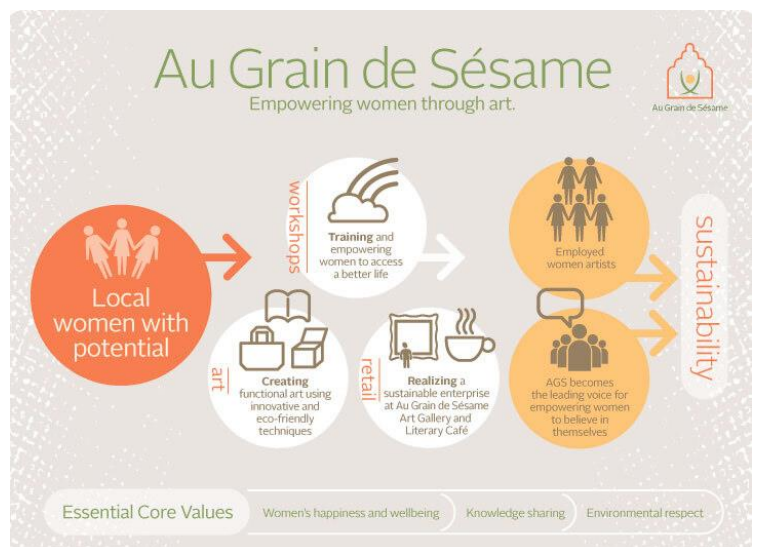 Au Grain de Sésame
Empowering women through art.
Au Grain de Sésame
Local
women with
potential
workshops
Training and
empowering
women to access
a better life
art
Creating
functional art using
innovative and
eco-friendly
techniques
retail
Realizing a
sustainable enterprise
at Au Grain de Sésame
Art Gallery and
Literary Café
Employed
women artists
AGS becomes
the leading voice for
empowering women
to believe in
themselves
sustainability
Essential Core Values
Women's happiness and wellbeing
Knowledge sharing
Environmental respect